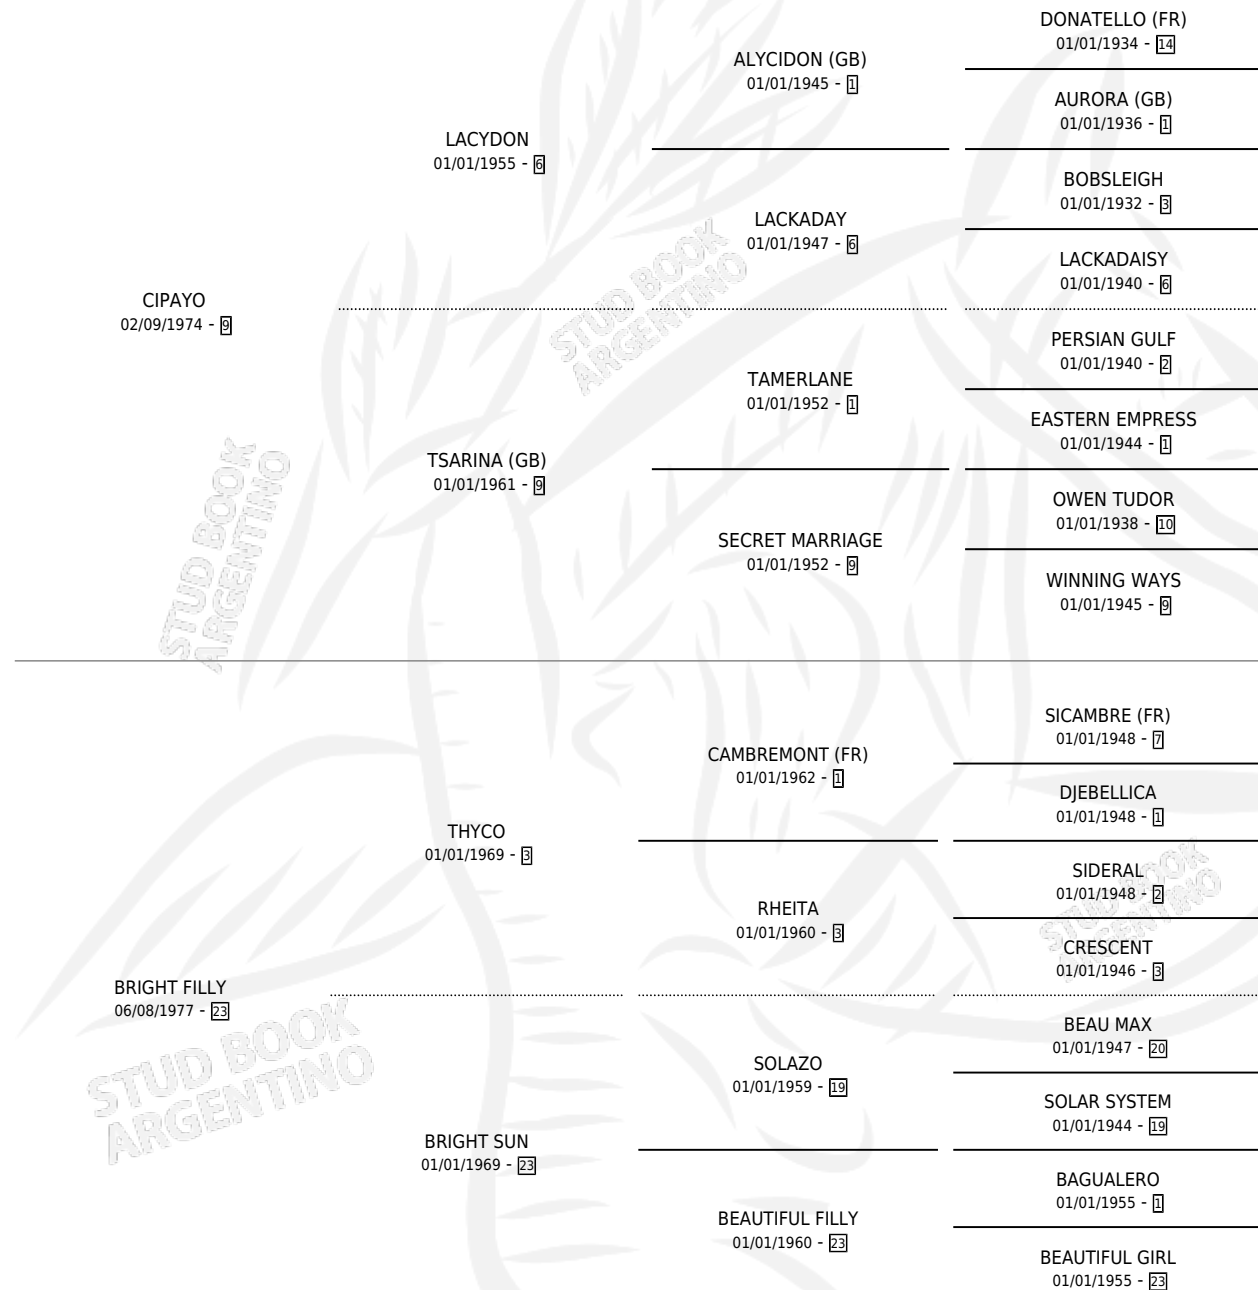 DONATELLO (FR)
01/01/1934 - 14
ALYCIDON (GB)
01/01/1945 - 1
AURORA (GB)
01/01/1936 - 1
LACYDON
01/01/1955 - 6
BOBSLEIGH
01/01/1932 - 3
LACKADAY
01/01/1947 - 6
LACKADAISY
01/01/1940 - 6
CIPAYO
02/09/1974 - 9
PERSIAN GULF
01/01/1940 - 2
TAMERLANE
01/01/1952 - 1
EASTERN EMPRESS
01/01/1944 - 1
TSARINA (GB)
01/01/1961 - 9
OWEN TUDOR
01/01/1938 - 10
SECRET MARRIAGE
01/01/1952 - 9
WINNING WAYS
01/01/1945 - 9
SICAMBRE (FR)
01/01/1948 - 7
CAMBREMONT (FR)
01/01/1962 - 1
DJEBELLICA
01/01/1948 - 1
THYCO
01/01/1969 - 3
SIDERAL
01/01/1948 - 2
RHEITA
01/01/1960 - 3
CRESCENT
01/01/1946 - 3
BRIGHT FILLY
06/08/1977 - 23
BEAU MAX
01/01/1947 - 20
SOLAZO
01/01/1959 - 19
SOLAR SYSTEM
01/01/1944 - 19
BRIGHT SUN
01/01/1969 - 23
BAGUALERO
01/01/1955 - 1
BEAUTIFUL FILLY
01/01/1960 - 23
BEAUTIFUL GIRL
01/01/1955 - 23
STUD BOOK
ARGENTINO
STUD BOOK
ARGENTINO
STUD BOOK
ARGENTINO
STUD BOOK
ARGENTINO